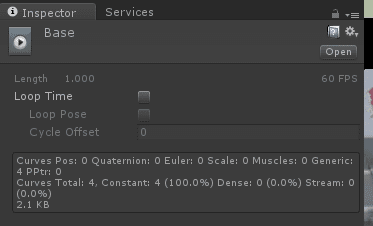 Inspector Services
Base
Open
Length 1.000 60 FPS
Loop Time
Loop Pose
Cycle Offset 0
Curves Pos: 0 Quaternion: 0 Euler: 0 Scale: 0 Muscles: 0 Generic:
4 PPtr: 0
Curves Total: 4, Constant: 4 (100.0%) Dense: 0 (0.0%) Stream: 0
(0.0%)
2.1 KB